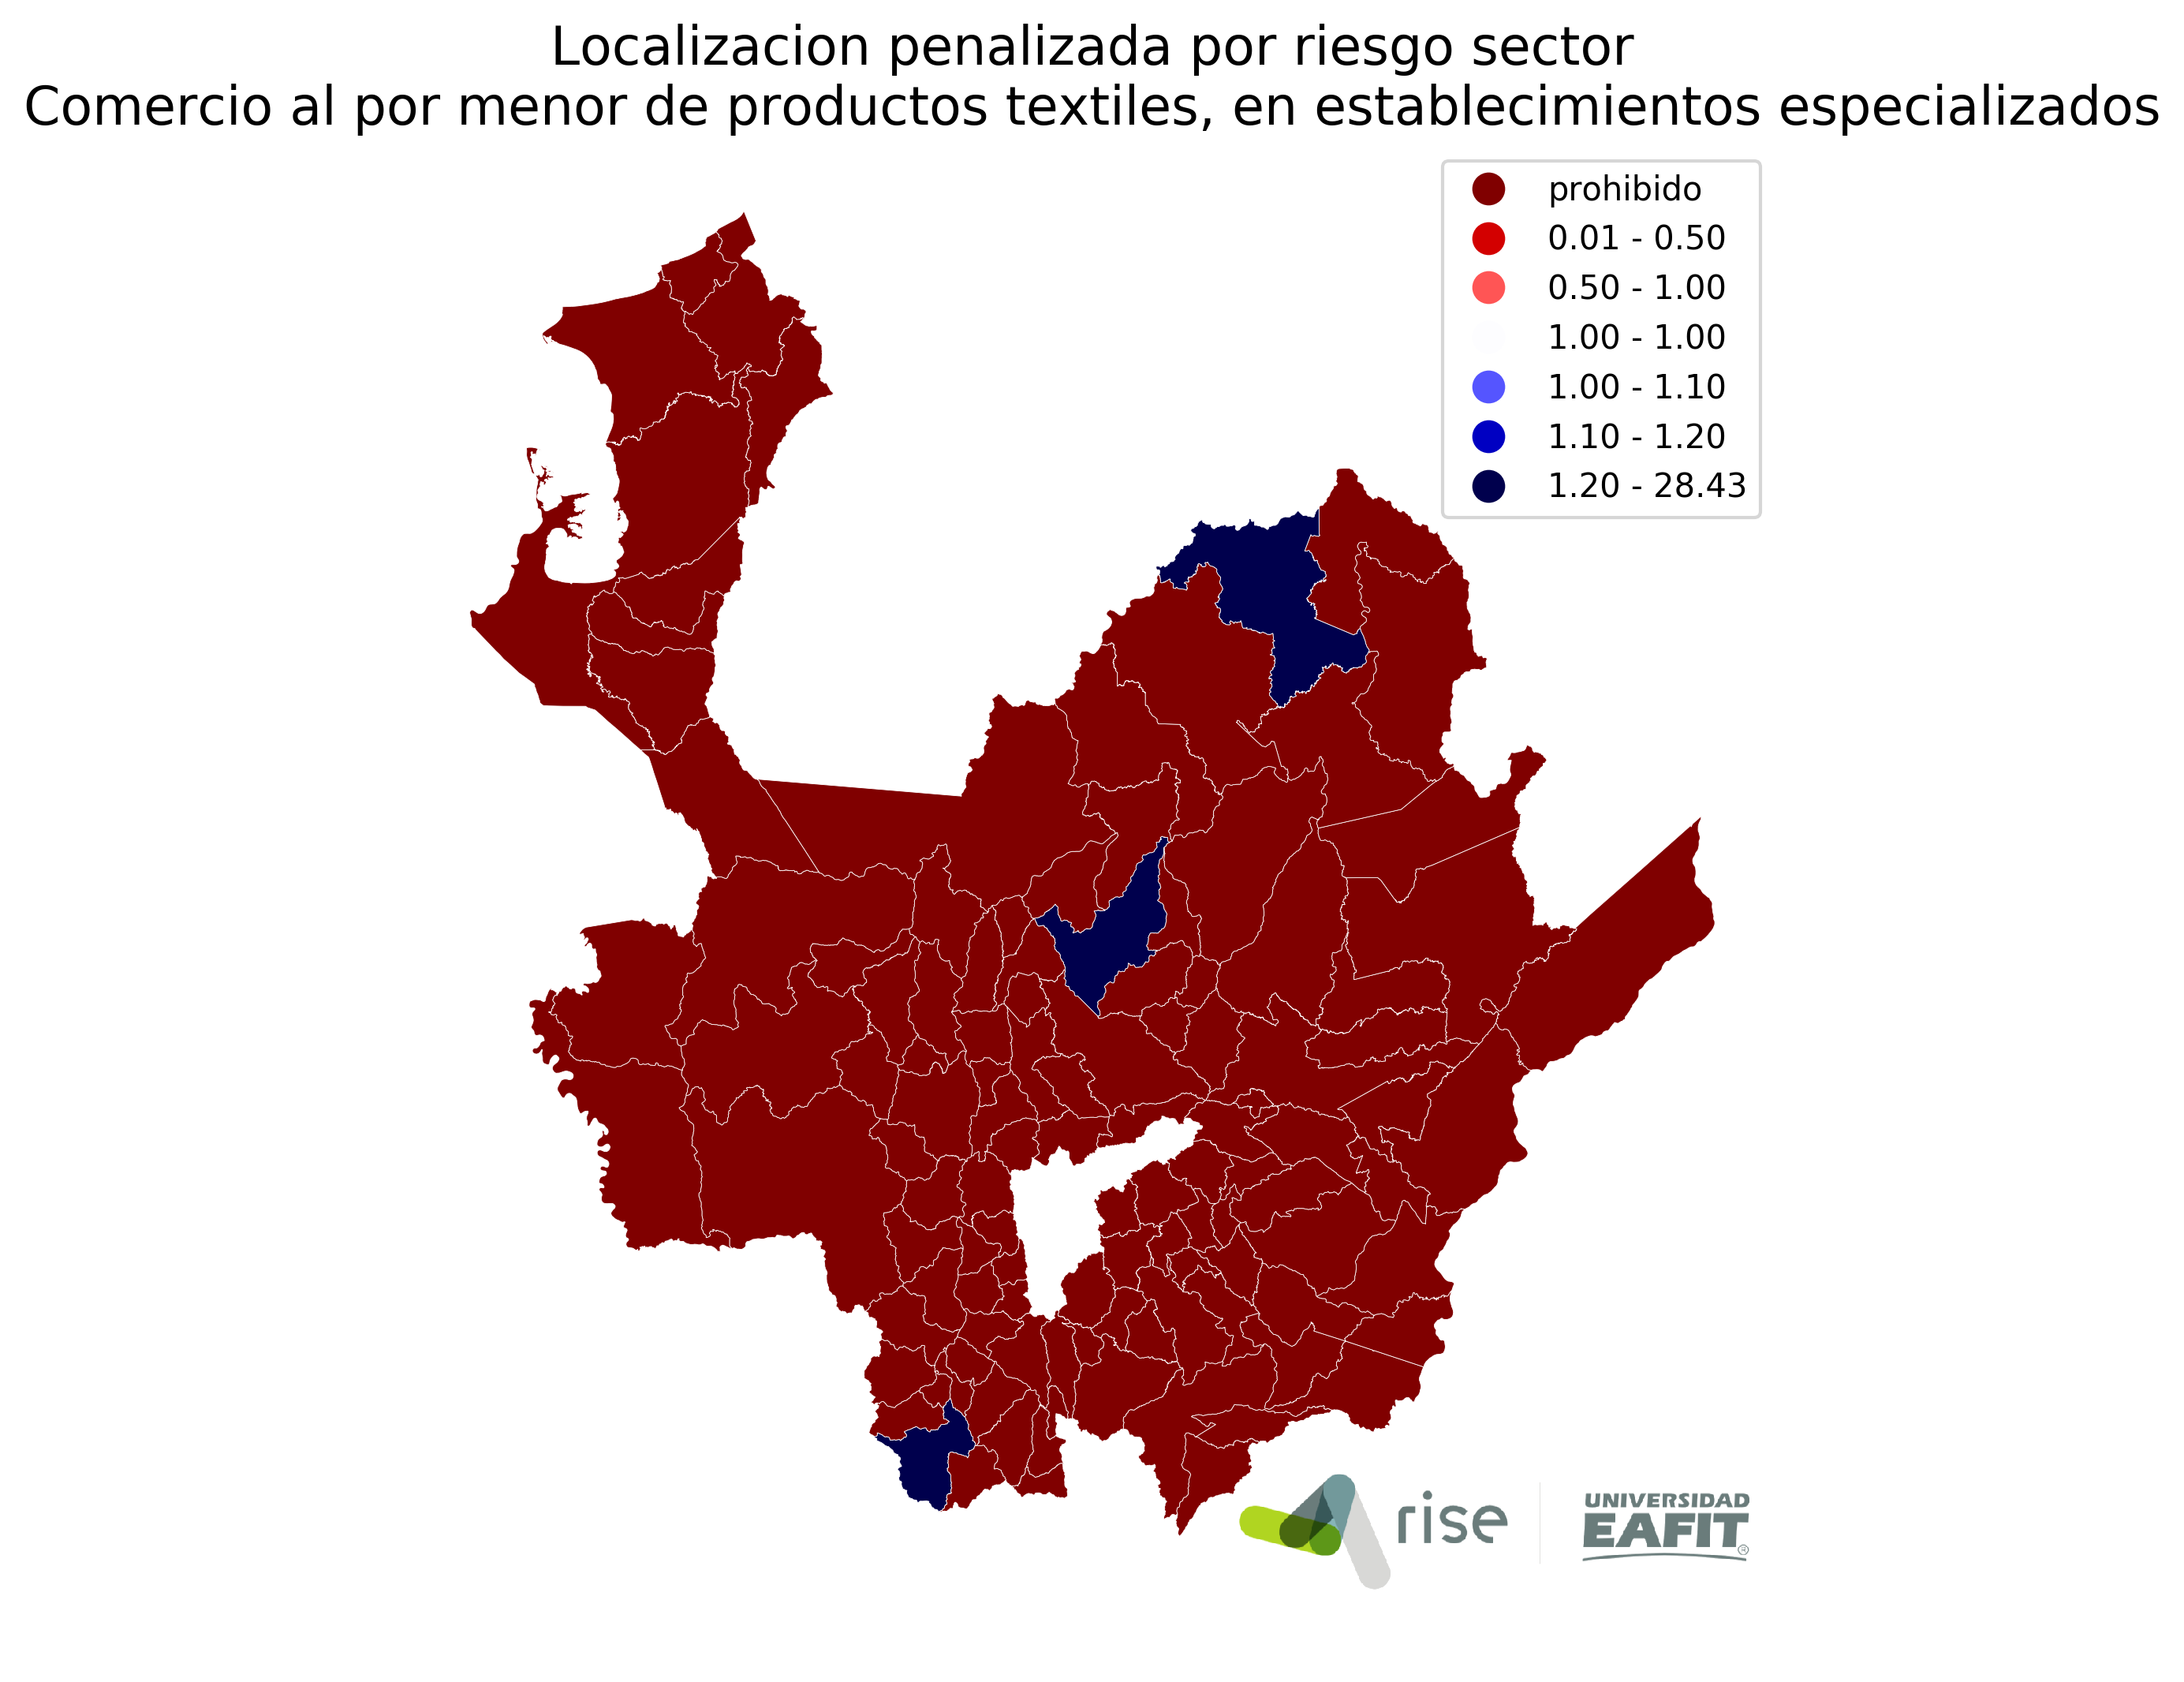 Localizacion penalizada por riesgo sector
Comercio al por menor de productos textiles, en establecimientos especializados
prohibido
0.01 - 0.50
0.50 - 1.00
1.00 - 1.00
1.00 - 1.10
1.10 - 1.20
1.20 - 28.43
rise
UNIVERSIDAD
EAFIT
®